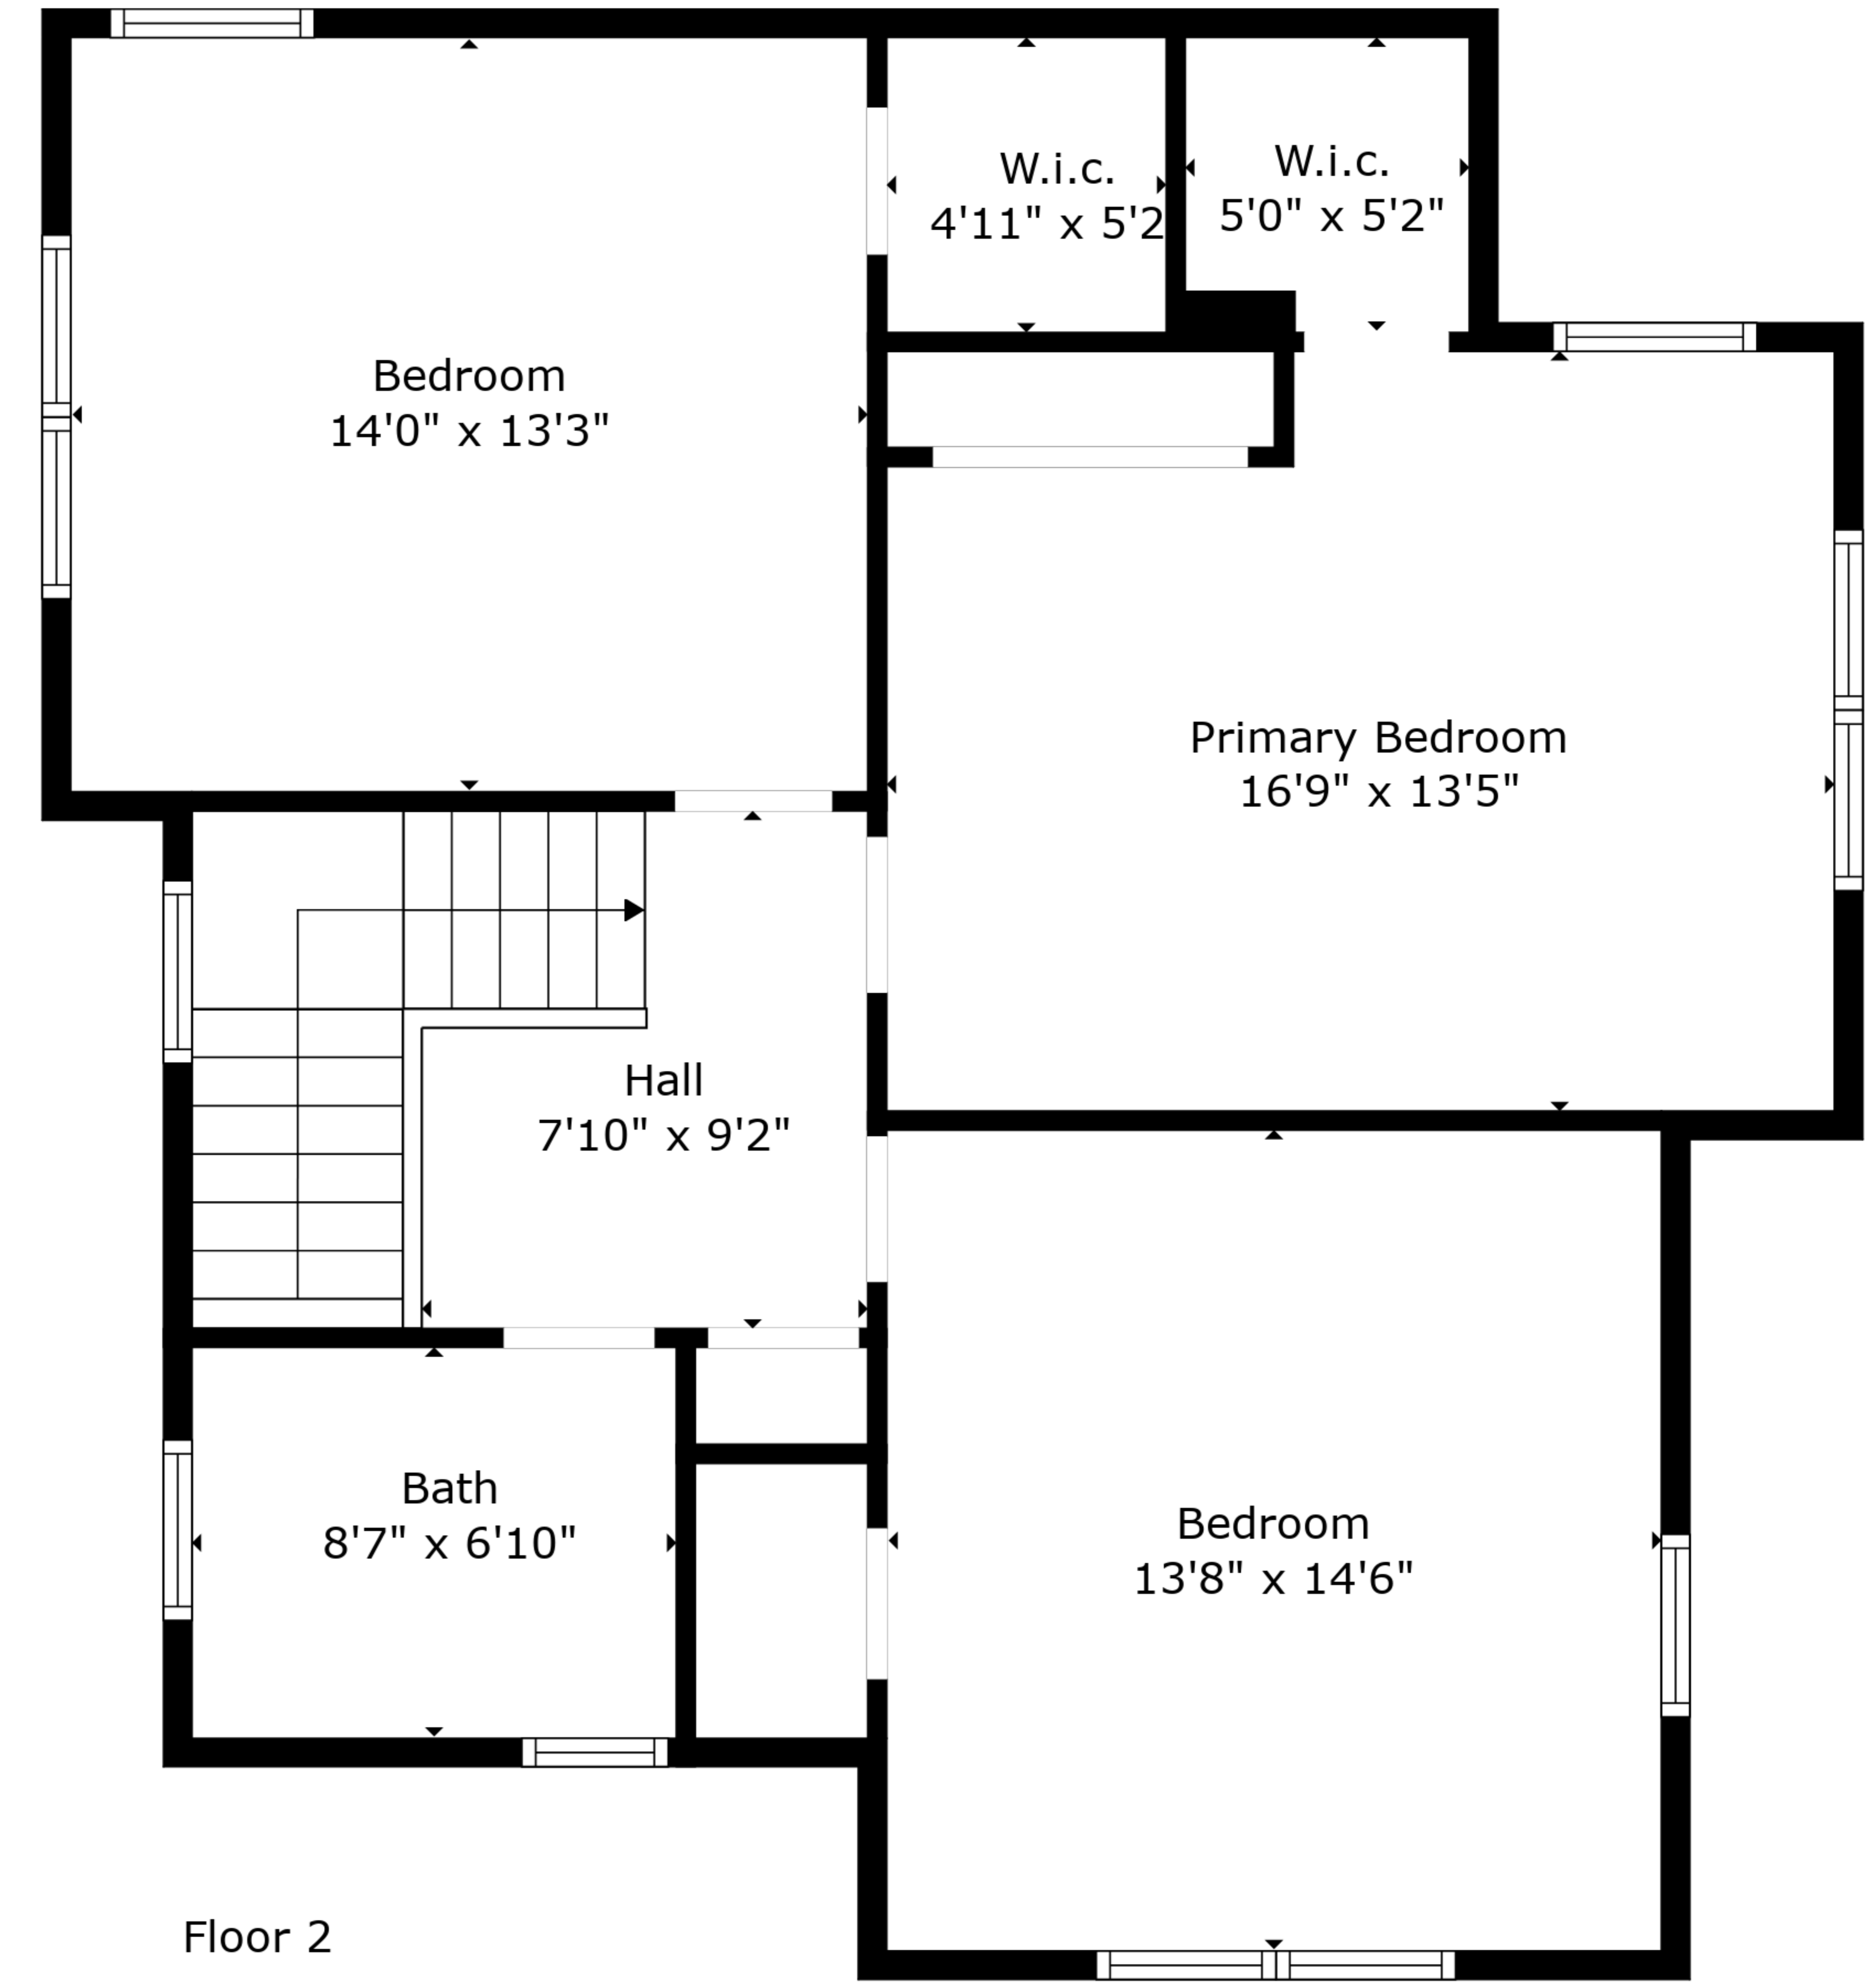 W.i.c.
4'11" x 5'2
W.i.c.
5'0" x 5'2"
Bedroom
14'0" x 13'3"
Primary Bedroom
16'9" x 13'5"
Hall
7'10" x 9'2"
Bath
8'7" x 6'10"
Bedroom
13'8" x 14'6"
Floor 2